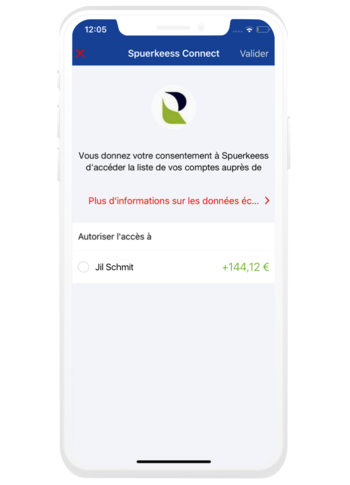 12:05
Spuerkeess Connect Valider
Vous donnez votre consentement à Spuerkeess
d'accéder la liste de vos comptes auprès de
Plus d'informations sur les données éc...
Autoriser l'accès à
Jil Schmit +144,12 €